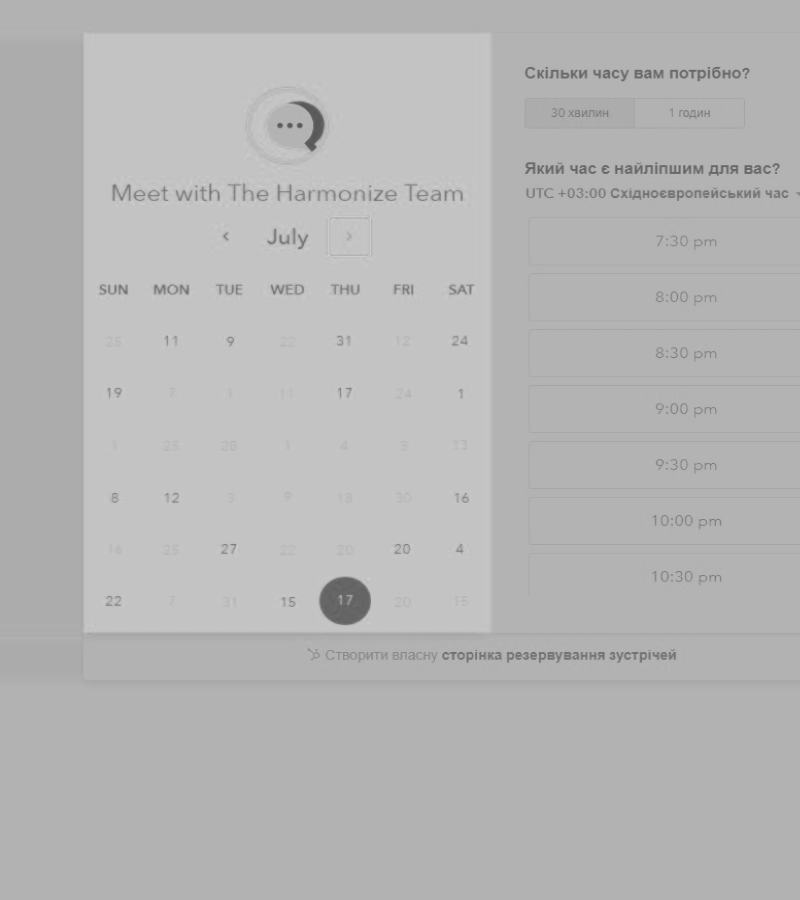 Meet with The Harmonize Team
July
SUN MON TUE WED THU FRI SAT
25 11 9 22 31 12 24
19 7 1 11 17 24 1
1 25 28 1 4 3 13
8 12 3 9 18 30 16
16 25 27 22 20 20 4
22 7 31 15 17 20 15
Скільки часу вам потрібно?
30 хвилин 1 годин
Який час є найліпшим для вас?
UTC +03:00 Східноєвропейський час
7:30 pm
8:00 pm
8:30 pm
9:00 pm
9:30 pm
10:00 pm
10:30 pm
Створити власну сторінка резервування зустрічей